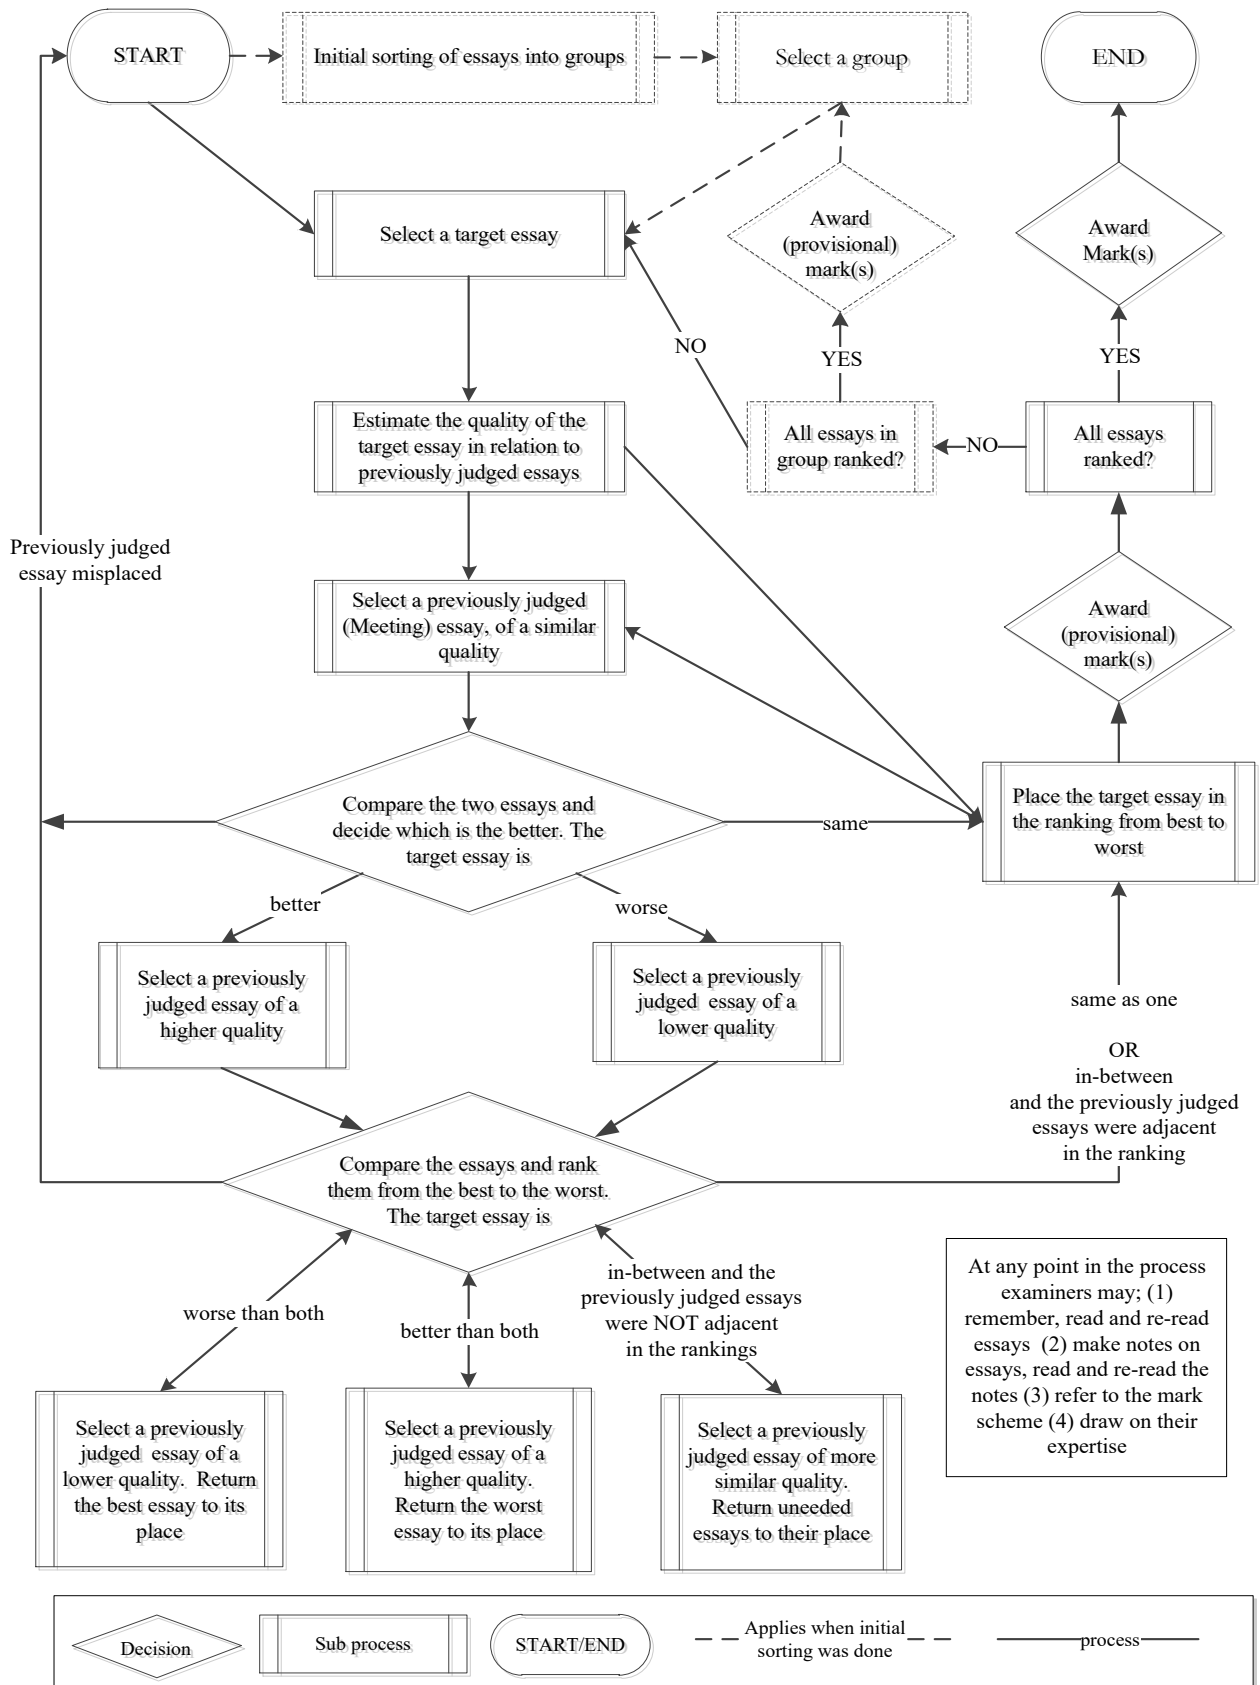 START
Initial sorting of essays into groups
Select a group
END
Select a target essay
Award
(provisional)
mark(s)
Award
Mark(s)
NO
YES
YES
Estimate the quality of the
target essay in relation to
previously judged essays
All essays in
group ranked?
NO
All essays
ranked?
Previously judged
essay misplaced
Select a previously judged
(Meeting) essay, of a similar
quality
Award
(provisional)
mark(s)
Compare the two essays and
decide which is the better. The
target essay is
same
Place the target essay in
the ranking from best to
worst
better
worse
Select a previously
judged essay of a
higher quality
Select a previously
judged essay of a
lower quality
same as one
OR
in-between
and the previously judged
essays were adjacent
in the ranking
Compare the essays and rank
them from the best to the worst.
The target essay is
worse than both
better than both
in-between and the
previously judged essays
were NOT adjacent
in the rankings
At any point in the process
examiners may; (1)
remember, read and re-read
essays (2) make notes on
essays, read and re-read the
notes (3) refer to the mark
scheme (4) draw on their
expertise
Select a previously
judged essay of a
lower quality. Return
the best essay to its
place
Select a previously
judged essay of a
higher quality.
Return the worst
essay to its place
Select a previously
judged essay of more
similar quality.
Return uneeded
essays to their place
Decision
Sub process
START/END
Applies when initial
sorting was done
process